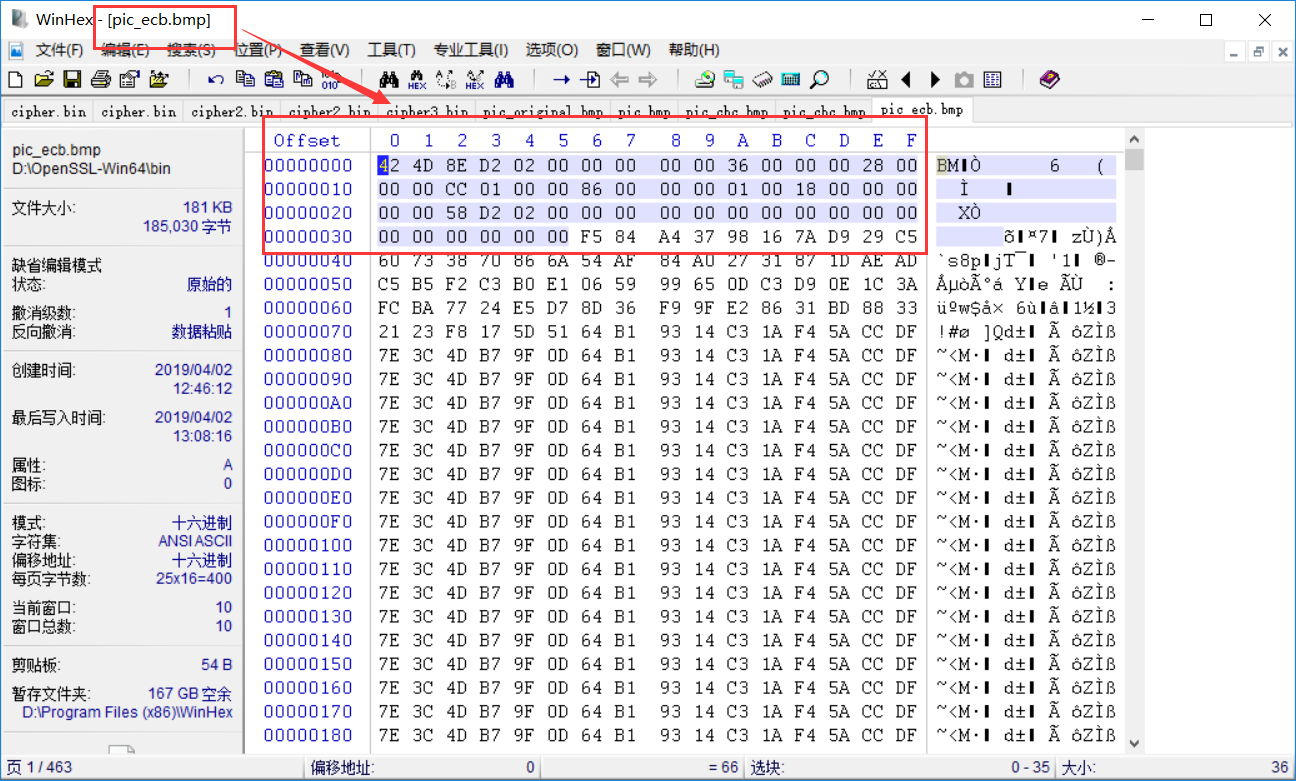 WinHex - [pic_ecb.bmp]
文件(F) 编辑(E) 搜索(S) 位置(P) 查看(V) 工具(T) 专业工具(I) 选项(O) 窗口(W) 帮助(H)
cipher.bin cipher.bin cipher2.bin cipher2.bin cipher3.bin pic_original.bmp pic.bmp pic_cbc.bmp pic_cbc.bmp pic_ecb.bmp
pic_ecb.bmp
D:\OpenSSL-Win64\bin
文件大小: 181 KB
185,030 字节
缺省编辑模式
状态: 原始的
撤消级数: 1
反向撤消: 数据粘贴
创建时间: 2019/04/02
12:46:12
最后写入时间: 2019/04/02
13:08:16
属性: A
图标: 0
模式: 十六进制
字符集: ANSI ASCII
偏移地址: 十六进制
每页字节数: 25x16=400
当前窗口: 10
窗口总数: 10
剪贴板: 54 B
暂存文件夹: 167 GB 空余
D:\Program Files (x86)\WinHex
Offset 0 1 2 3 4 5 6 7 8 9 A B C D E F
00000000 42 4D 8E D2 02 00 00 00 00 00 36 00 00 00 28 00
00000010 00 00 CC 01 00 00 86 00 00 00 01 00 18 00 00 00
00000020 00 00 58 D2 02 00 00 00 00 00 00 00 00 00 00 00
00000030 00 00 00 00 00 00 F5 84 A4 37 98 16 7A D9 29 C5
00000040 60 73 38 70 86 6A 54 AF 84 A0 27 31 87 1D AE AD
00000050 C5 B5 F2 C3 B0 E1 06 59 99 65 0D C3 D9 0E 1C 3A
00000060 FC BA 77 24 E5 D7 8D 36 F9 9F E2 86 31 BD 88 33
00000070 21 23 F8 17 5D 51 64 B1 93 14 C3 1A F4 5A CC DF
00000080 7E 3C 4D B7 9F 0D 64 B1 93 14 C3 1A F4 5A CC DF
00000090 7E 3C 4D B7 9F 0D 64 B1 93 14 C3 1A F4 5A CC DF
000000A0 7E 3C 4D B7 9F 0D 64 B1 93 14 C3 1A F4 5A CC DF
000000B0 7E 3C 4D B7 9F 0D 64 B1 93 14 C3 1A F4 5A CC DF
000000C0 7E 3C 4D B7 9F 0D 64 B1 93 14 C3 1A F4 5A CC DF
000000D0 7E 3C 4D B7 9F 0D 64 B1 93 14 C3 1A F4 5A CC DF
000000E0 7E 3C 4D B7 9F 0D 64 B1 93 14 C3 1A F4 5A CC DF
000000F0 7E 3C 4D B7 9F 0D 64 B1 93 14 C3 1A F4 5A CC DF
00000100 7E 3C 4D B7 9F 0D 64 B1 93 14 C3 1A F4 5A CC DF
00000110 7E 3C 4D B7 9F 0D 64 B1 93 14 C3 1A F4 5A CC DF
00000120 7E 3C 4D B7 9F 0D 64 B1 93 14 C3 1A F4 5A CC DF
00000130 7E 3C 4D B7 9F 0D 64 B1 93 14 C3 1A F4 5A CC DF
00000140 7E 3C 4D B7 9F 0D 64 B1 93 14 C3 1A F4 5A CC DF
00000150 7E 3C 4D B7 9F 0D 64 B1 93 14 C3 1A F4 5A CC DF
00000160 7E 3C 4D B7 9F 0D 64 B1 93 14 C3 1A F4 5A CC DF
00000170 7E 3C 4D B7 9F 0D 64 B1 93 14 C3 1A F4 5A CC DF
00000180 7E 3C 4D B7 9F 0D 64 B1 93 14 C3 1A F4 5A CC DF
页 1 / 463 偏移地址: 0 = 66 选块: 0 - 35 大小: 36